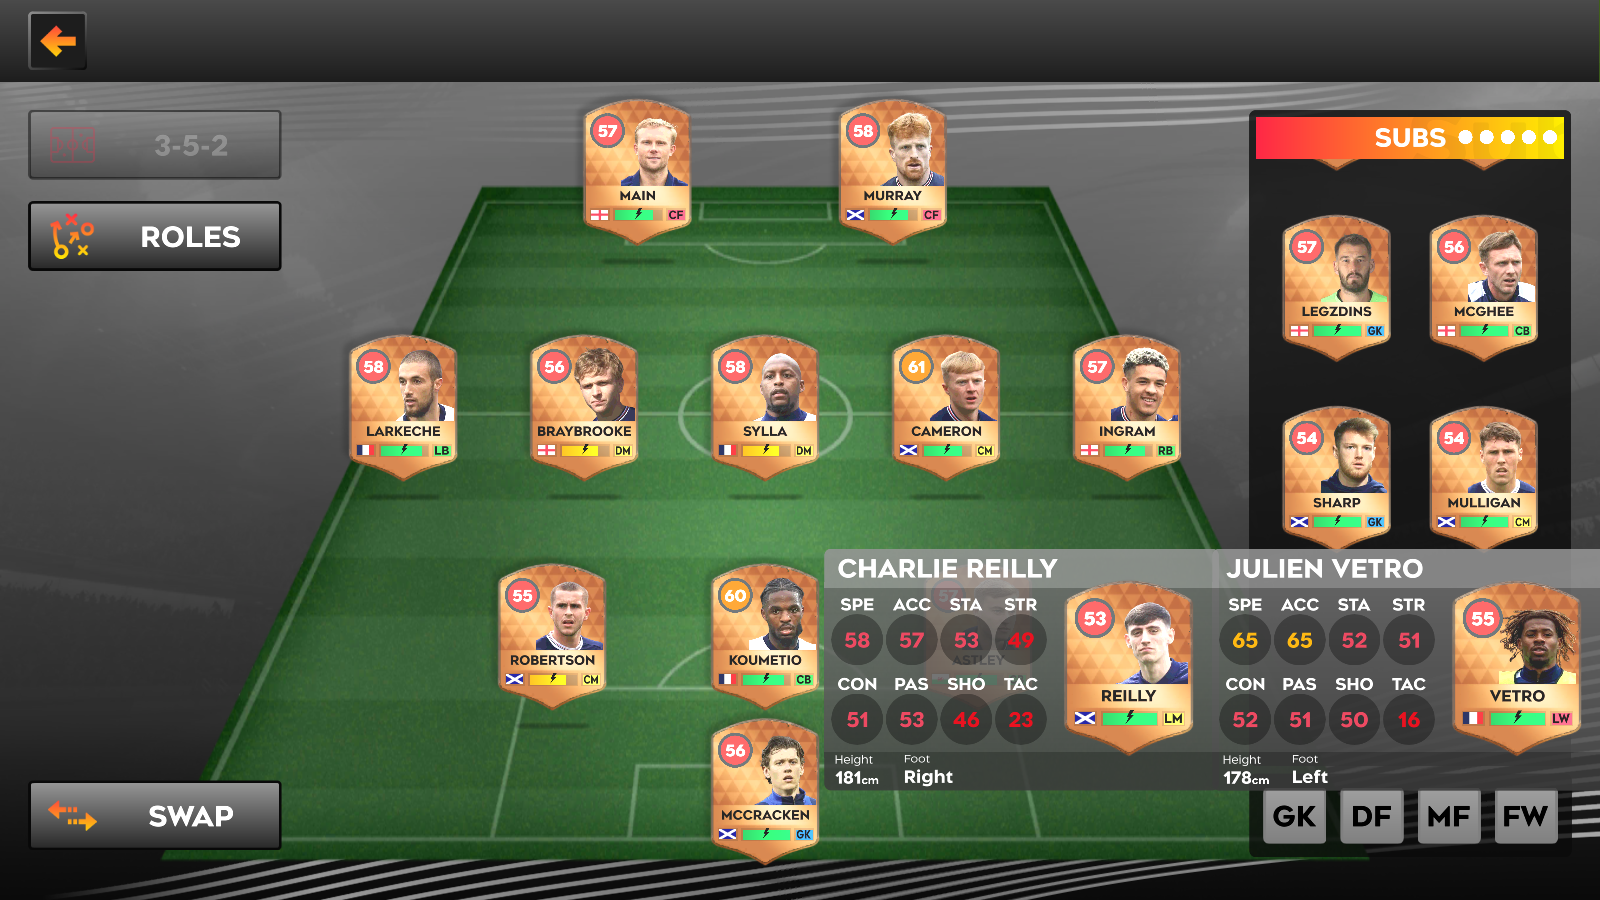 3-5-2
ROLES
57
MAIN
CF
58
MURRAY
CF
SUBS
57
LEGZDINS
GK
56
MCGHEE
CB
58
LARKECHE
LB
56
BRAYBROOKE
DM
58
SYLLA
DM
61
CAMERON
CM
57
INGRAM
RB
54
SHARP
GK
54
MULLIGAN
CM
55
ROBERTSON
CM
60
KOUMETIO
CB
57
ASTLEY
CHARLIE REILLY
SPE ACC STA STR
58 57 53 49
CON PAS SHO TAC
51 53 46 23
Height Foot
181cm Right
53
REILLY
LM
JULIEN VETRO
SPE ACC STA STR
65 65 52 51
CON PAS SHO TAC
52 51 50 16
Height Foot
178cm Left
55
VETRO
LW
56
MCCRACKEN
GK
SWAP
GK DF MF FW